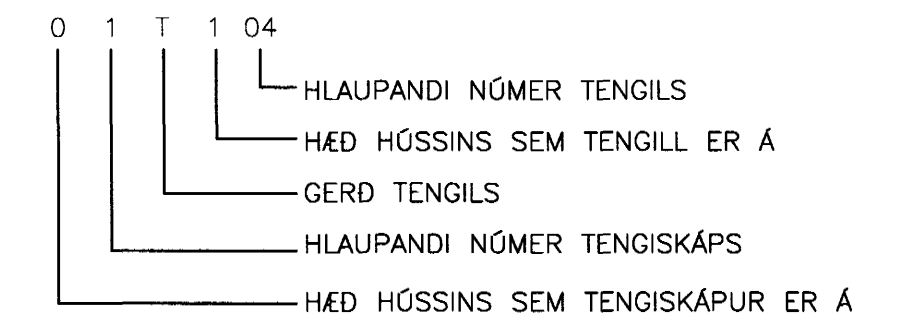 0 1 T 1 04
HLAUPANDI NÚMER TENGILS
HÆÐ HÚSSINS SEM TENGILL ER Á
GERÐ TENGILS
HLAUPANDI NÚMER TENGISKÁPS
HÆÐ HÚSSINS SEM TENGISKÁPUR ER Á